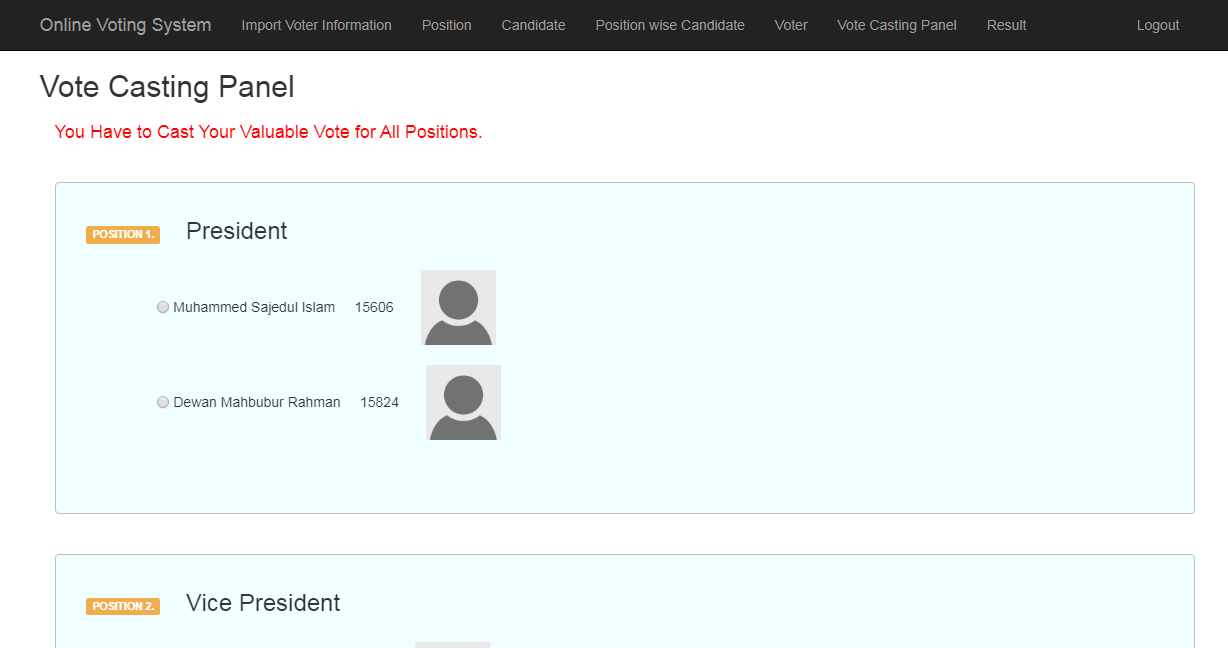 Online Voting System Import Voter Information Position Candidate Position wise Candidate Voter Vote Casting Panel Result Logout
Vote Casting Panel
You Have to Cast Your Valuable Vote for All Positions.
POSITION 1. President
Muhammed Sajedul Islam 15606
Dewan Mahbubur Rahman 15824
POSITION 2. Vice President